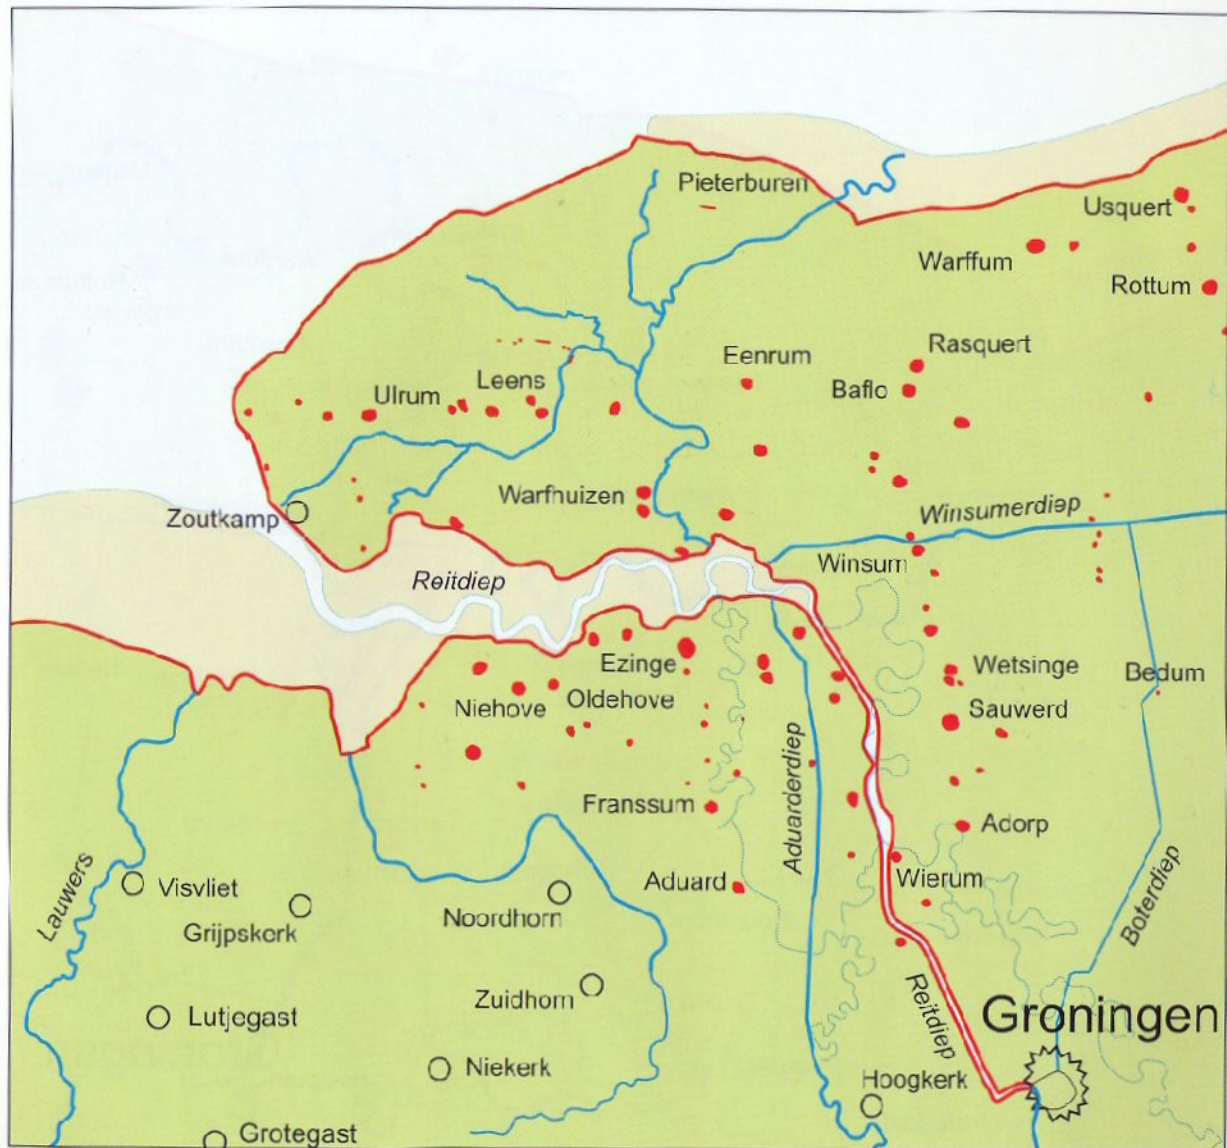 Pieterburen
Usquert
Warffum
Rottum
Rasquert
Eenrum
Baflo
Leens
Ulrum
Warfhuizen
Winsumerdiep
Zoutkamp
Winsum
Reitdiep
Ezinge
Wetsinge
Bedum
Oldehove
Niehove
Sauwerd
Aduarderdiep
Franssum
Adorp
Wierum
Aduard
Lauwers
Visvliet
Boterdiep
Noordhorn
Grijpskerk
Zuidhorn
Reitdiep
Groningen
Lutjegast
Niekerk
Hoogkerk
Grotegast